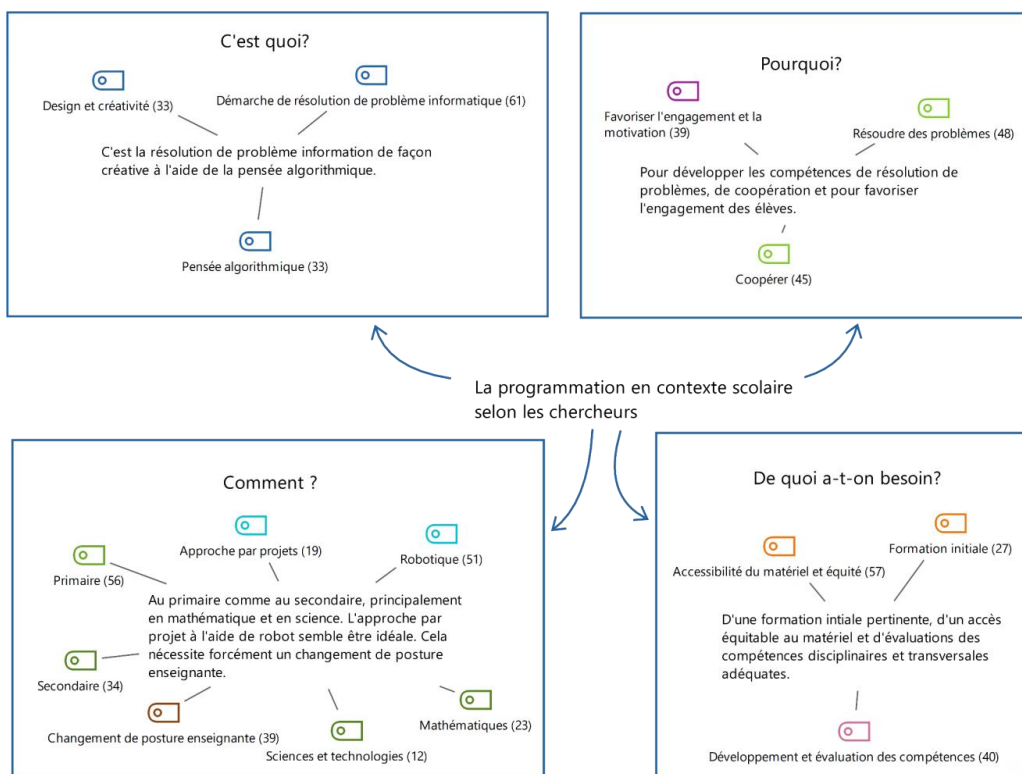 C'est quoi?
Design et créativité (33)
Démarche de résolution de problème informatique (61)
C'est la résolution de problème information de façon
créative à l'aide de la pensée algorithmique.
Pensée algorithmique (33)
Pourquoi?
Favoriser l'engagement et la
motivation (39)
Résoudre des problèmes (48)
Pour développer les compétences de résolution de
problèmes, de coopération et pour favoriser
l'engagement des élèves.
Coopérer (45)
La programmation en contexte scolaire
selon les chercheurs
Comment ?
Approche par projets (19)
Robotique (51)
Primaire (56)
Au primaire comme au secondaire, principalement
en mathématique et en science. L'approche par
projet à l'aide de robot semble être idéale. Cela
nécessite forcément un changement de posture
enseignante.
Secondaire (34)
Mathématiques (23)
Changement de posture enseignante (39)
Sciences et technologies (12)
De quoi a-t-on besoin?
Formation initiale (27)
Accessibilité du matériel et équité (57)
D'une formation intiale pertinente, d'un accès
équitable au matériel et d'évaluations des
compétences disciplinaires et transversales
adéquates.
Développement et évaluation des compétences (40)